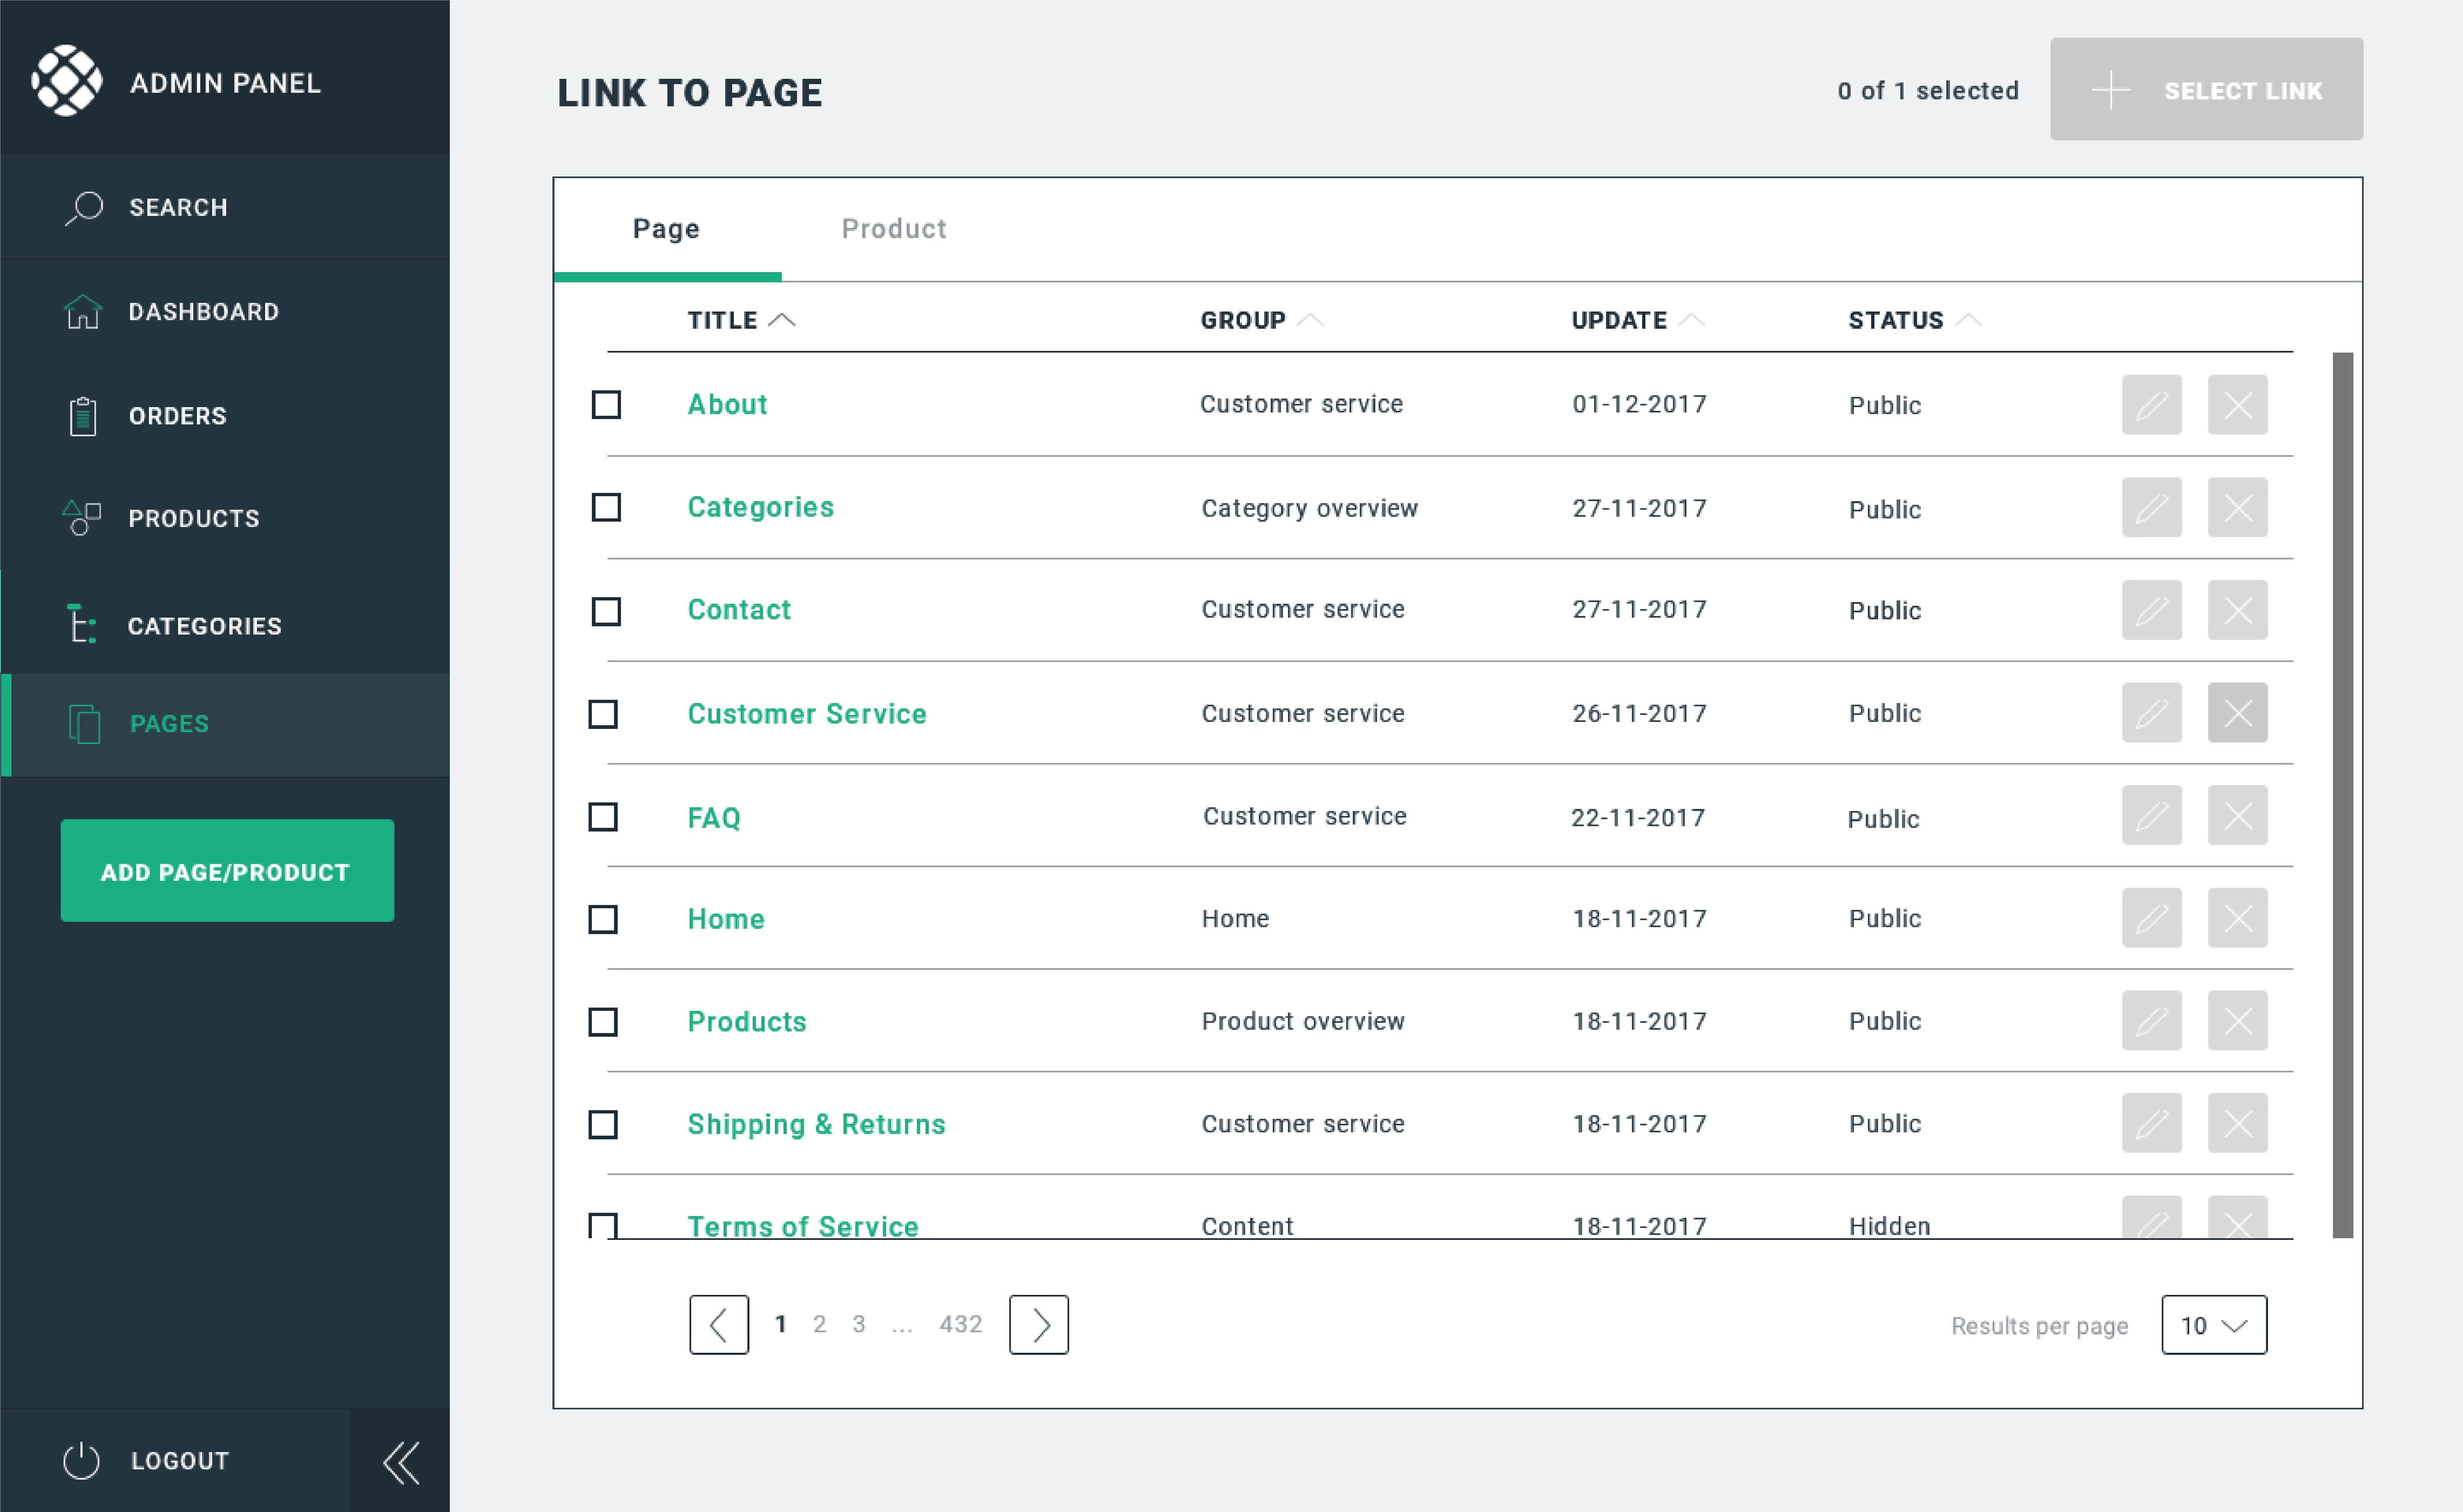 ADMIN PANEL
SEARCH
DASHBOARD
ORDERS
PRODUCTS
CATEGORIES
PAGES
ADD PAGE/PRODUCT
LOGOUT
LINK TO PAGE
0 of 1 selected
SELECT LINK
Page Product
TITLE GROUP UPDATE STATUS
About Customer service 01-12-2017 Public
Categories Category overview 27-11-2017 Public
Contact Customer service 27-11-2017 Public
Customer Service Customer service 26-11-2017 Public
FAQ Customer service 22-11-2017 Public
Home Home 18-11-2017 Public
Products Product overview 18-11-2017 Public
Shipping & Returns Customer service 18-11-2017 Public
Terms of Service Content 18-11-2017 Hidden
1 2 3 ... 432
Results per page 10